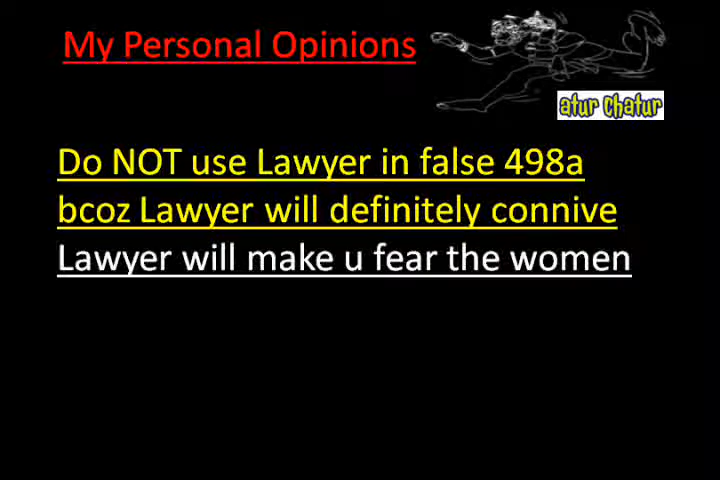 My Personal Opinions
atur chatur
Do NOT use Lawyer in false 498a
bcoz Lawyer will definitely connive
Lawyer will make u fear the women